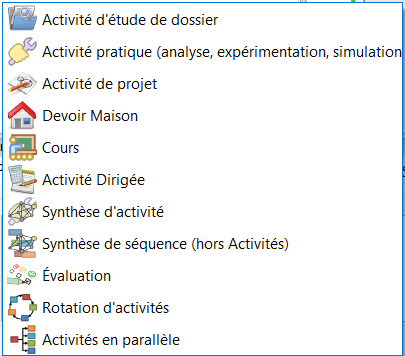 Activité d'étude de dossier
Activité pratique (analyse, expérimentation, simulation
Activité de projet
Devoir Maison
Cours
Activité Dirigée
Synthèse d'activité
Synthèse de séquence (hors Activités)
Évaluation
Rotation d'activités
Activités en parallèle